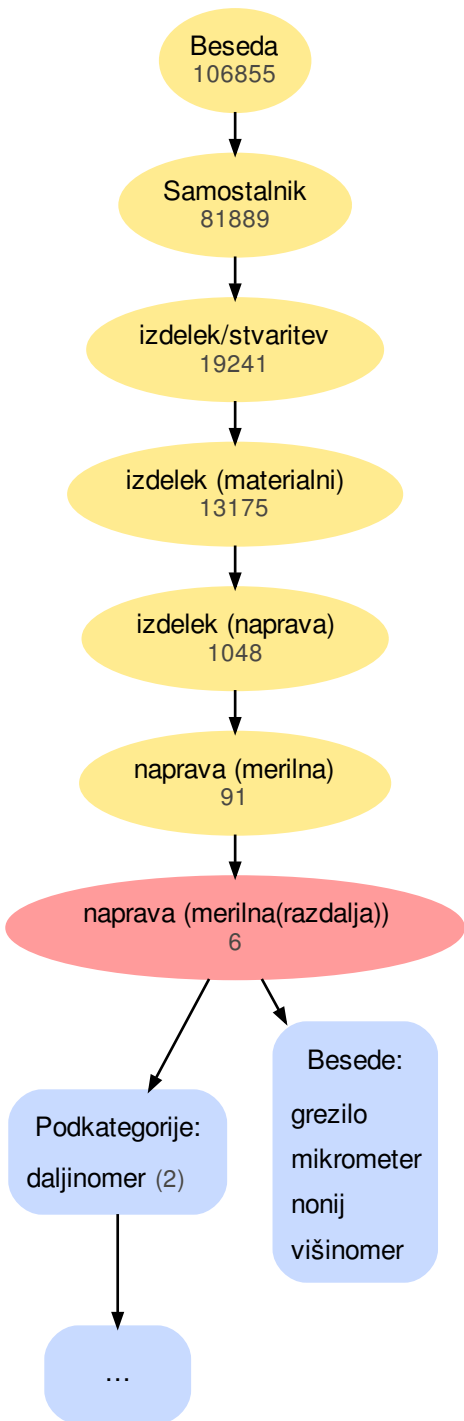 Beseda
106855
Samostalnik
81889
izdelek/stvaritev
19241
izdelek (materialni)
13175
izdelek (naprava)
1048
naprava (merilna)
91
naprava (merilna(razdalja))
6
Podkategorije:
daljinomer (2)
Besede:
grezilo
mikrometer
nonij
višinomer
...